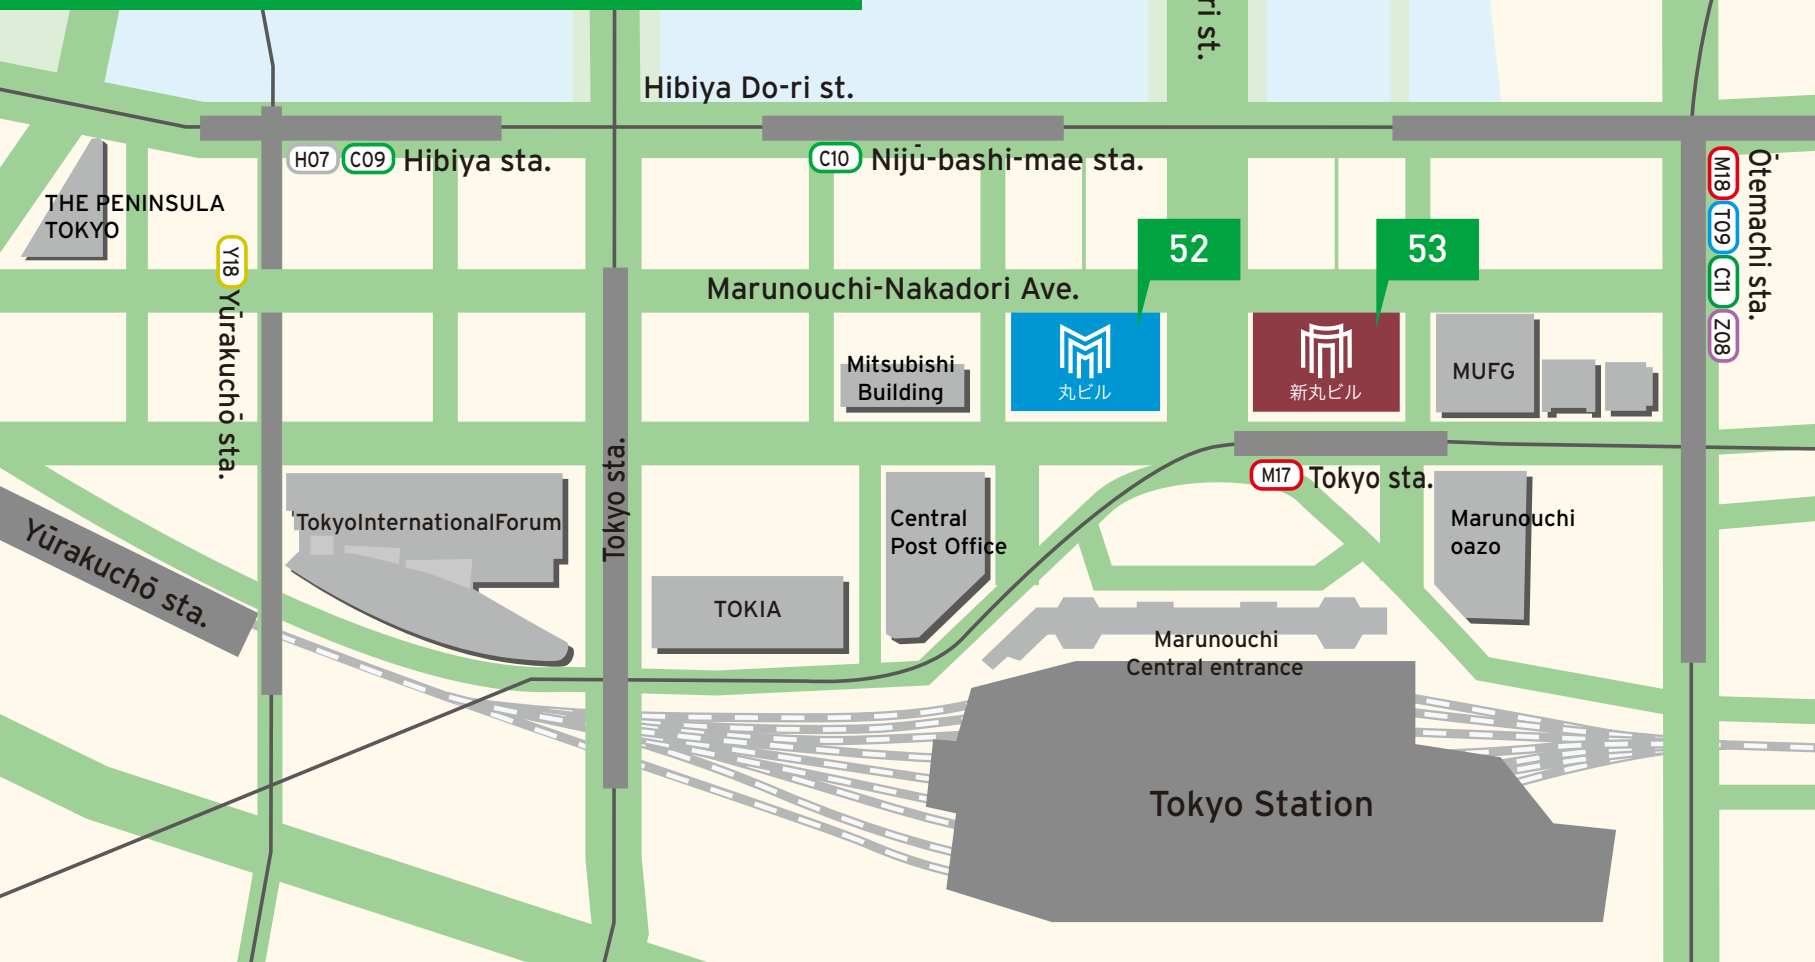 ri st.
Hibiya Do-ri st.
H07
C09
Hibiya sta.
C10
Nijū-bashi-mae sta.
M18
T09
C11
Z08
Ōtemachi sta.
THE PENINSULA
TOKYO
Y18
Yūrakuchō sta.
52
53
Marunouchi-Nakadori Ave.
Mitsubishi
Building
丸ビル
新丸ビル
MUFG
Tokyo sta.
M17
Tokyo sta.
'TokyoInternationalForum
Central
Post Office
Marunouchi
oazo
Yūrakuchō sta.
TOKIA
Marunouchi
Central entrance
Tokyo Station